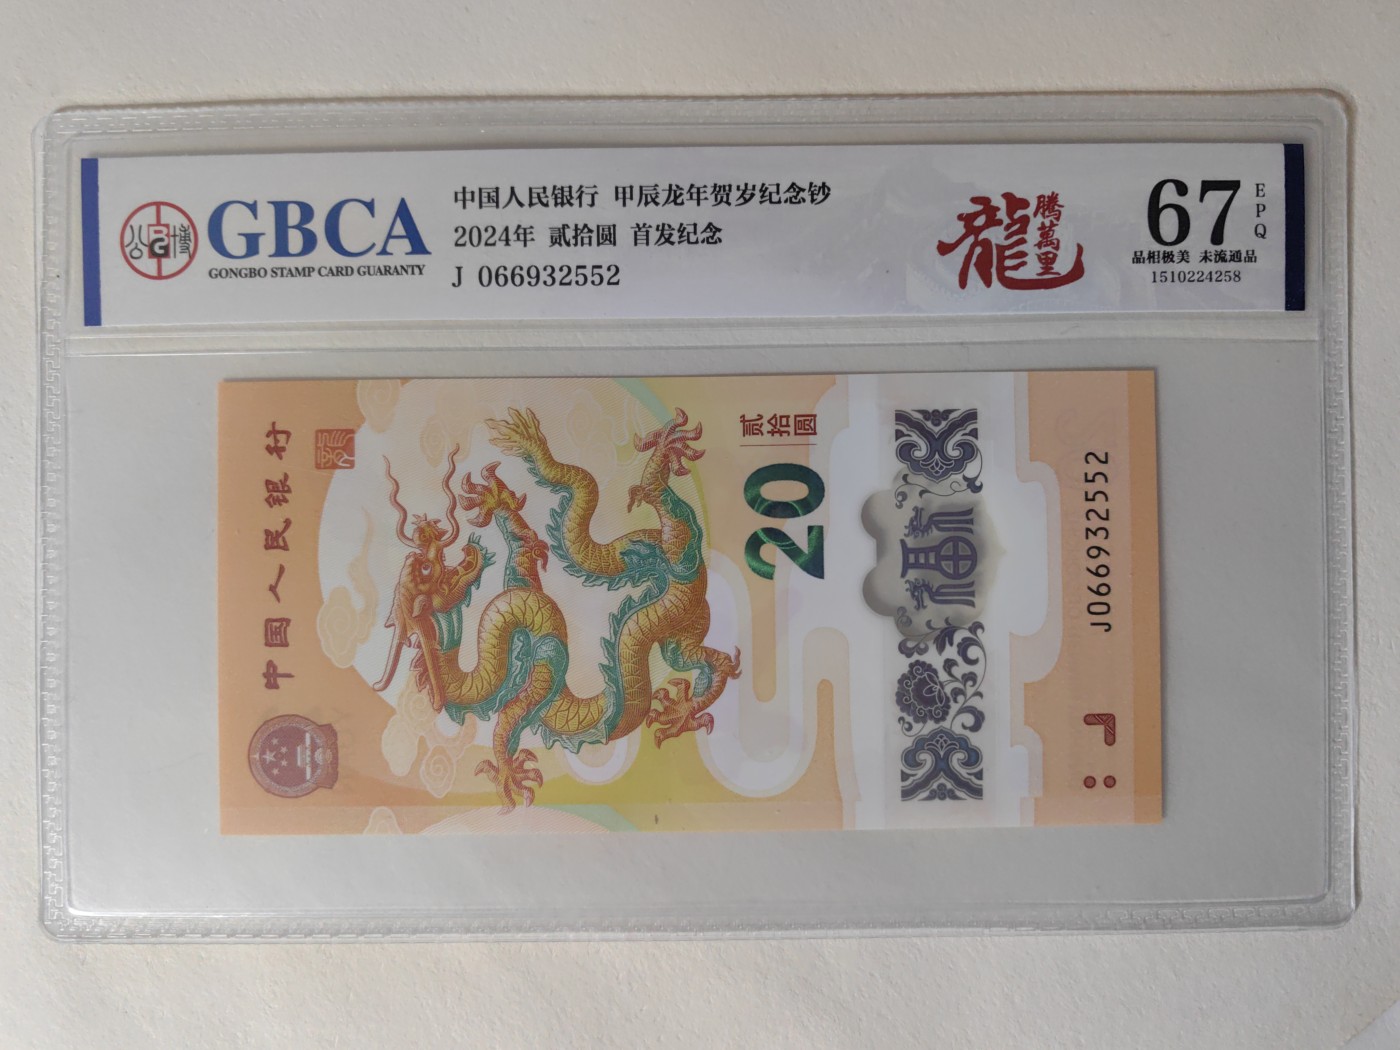 GBCA
GONGBO STAMP CARD GUARANTY
公博
中国人民银行 甲辰龙年贺岁纪念钞
2024年 贰拾圆 首发纪念
J 066932552
龍
騰萬里
67
EPQ
品相极美 未流通品
1510224258
中国人民银行
贰拾圆
20
福
J066932552